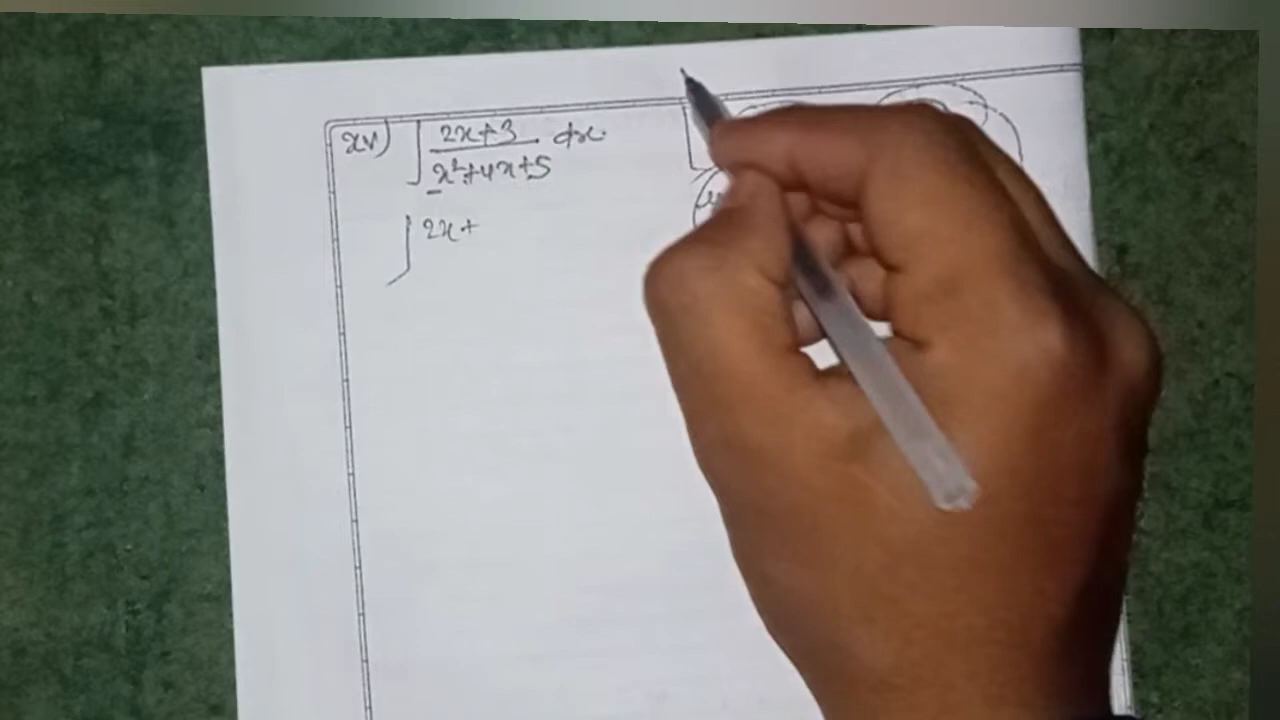 xv) ∫ 2x+3 dx.
x²+4x+5
∫ 2x+